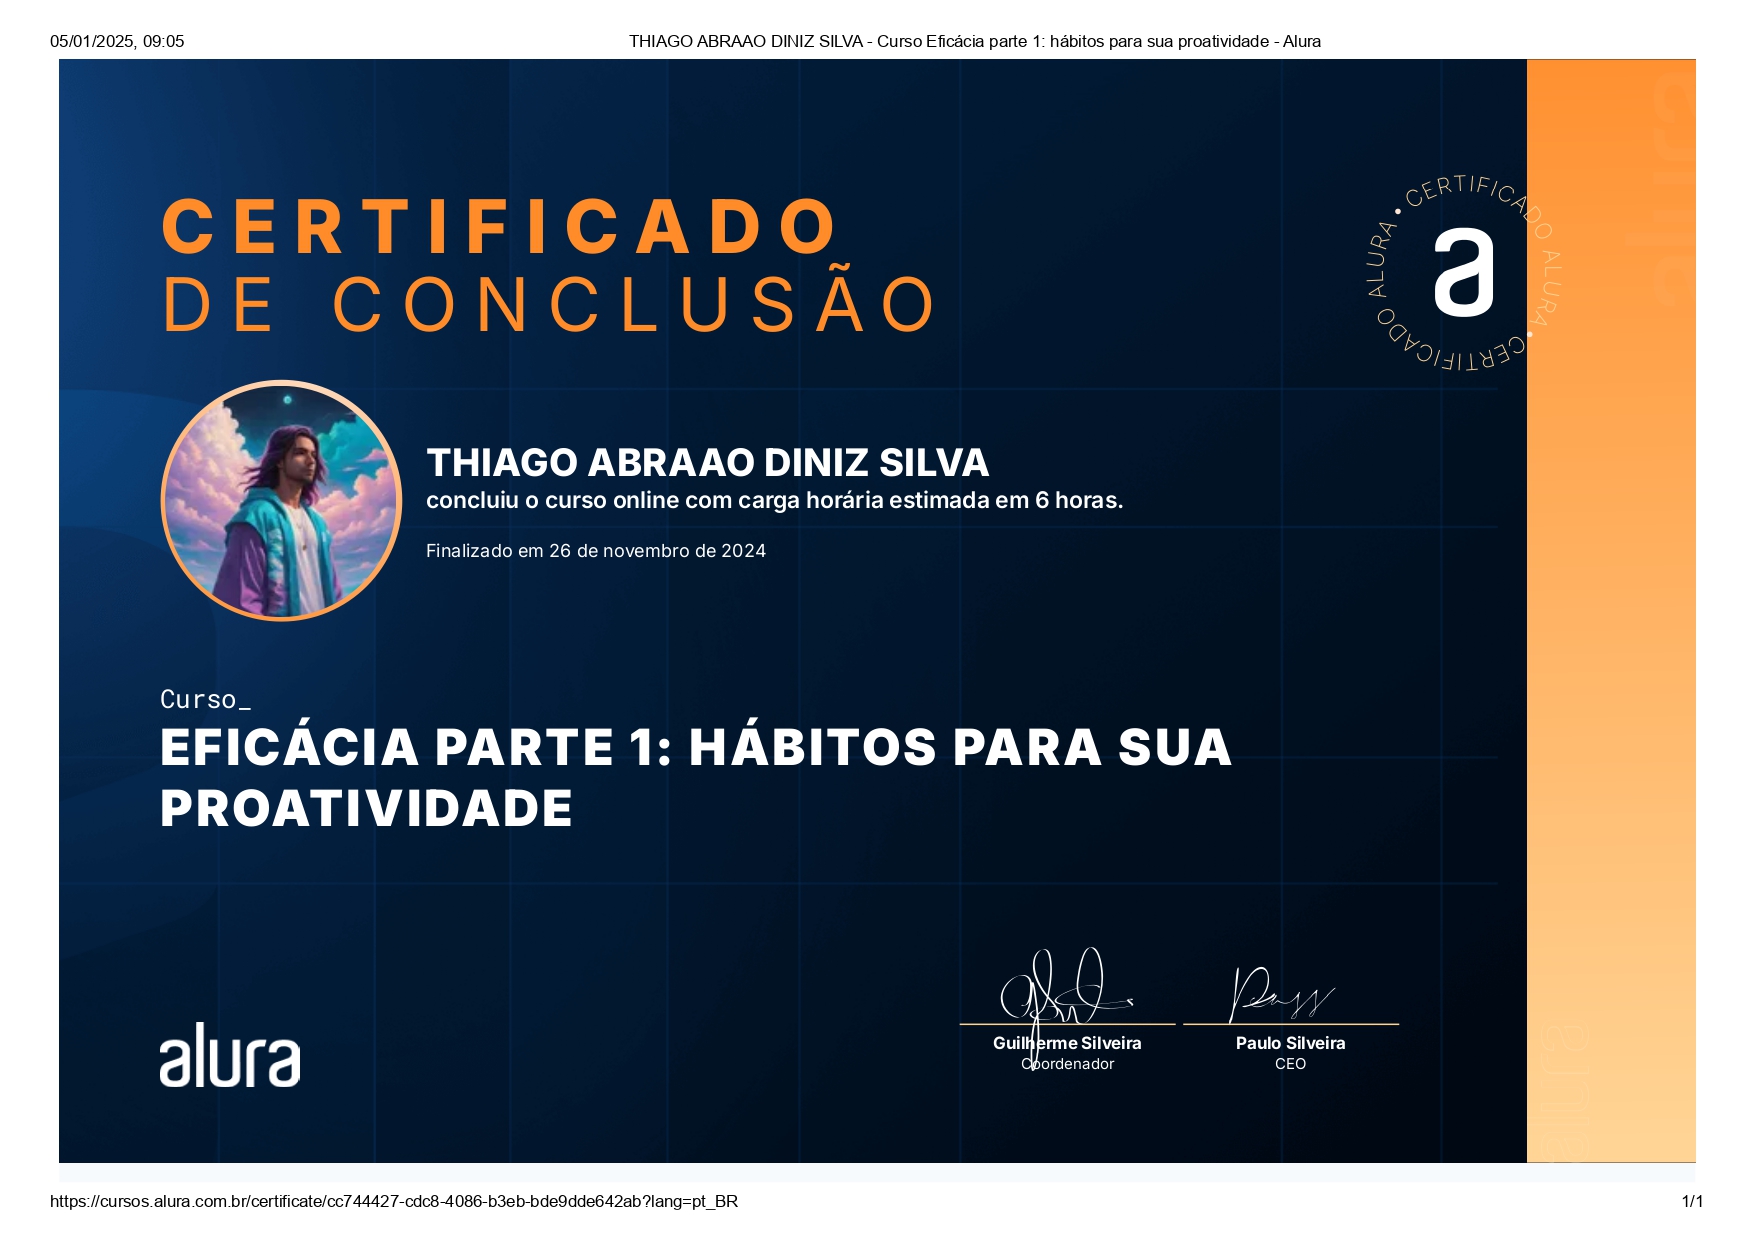 05/01/2025, 09:05
THIAGO ABRAAO DINIZ SILVA - Curso Eficácia parte 1: hábitos para sua proatividade - Alura
CERTIFICADO
DE CONCLUSÃO
CERTIFICADO ALURA • CERTIFICADO ALURA •
a
THIAGO ABRAAO DINIZ SILVA
concluiu o curso online com carga horária estimada em 6 horas.
Finalizado em 26 de novembro de 2024
Curso_
EFICÁCIA PARTE 1: HÁBITOS PARA SUA
PROATIVIDADE
alura
Guilherme Silveira
Coordenador
Paulo Silveira
CEO
alura
alura
https://cursos.alura.com.br/certificate/cc744427-cdc8-4086-b3eb-bde9dde642ab?lang=pt_BR
1/1